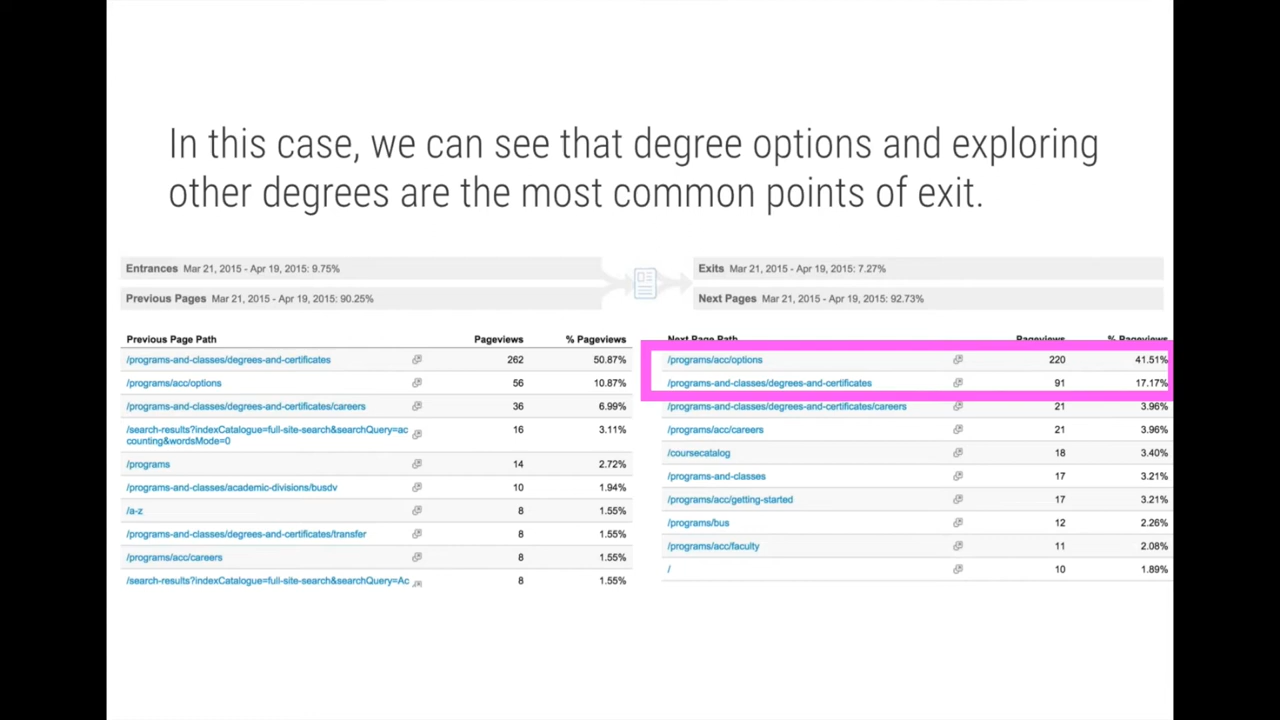 In this case, we can see that degree options and exploring
other degrees are the most common points of exit.
Entrances Mar 21, 2015 - Apr 19, 2015: 9.75%
Previous Pages Mar 21, 2015 - Apr 19, 2015: 90.25%
Exits Mar 21, 2015 - Apr 19, 2015: 7.27%
Next Pages Mar 21, 2015 - Apr 19, 2015: 92.73%
Previous Page Path Pageviews % Pageviews
/programs-and-classes/degrees-and-certificates 262 50.87%
/programs/acc/options 56 10.87%
/programs-and-classes/degrees-and-certificates/careers 36 6.99%
/search-results?indexCatalogue=full-site-search&searchQuery=ac
counting&wordsMode=0 16 3.11%
/programs 14 2.72%
/programs-and-classes/academic-divisions/busdv 10 1.94%
/a-z 8 1.55%
/programs-and-classes/degrees-and-certificates/transfer 8 1.55%
/programs/acc/careers 8 1.55%
/search-results?indexCatalogue=full-site-search&searchQuery=Ac 8 1.55%
Next Page Path Pageviews % Pageviews
/programs/acc/options 220 41.51%
/programs-and-classes/degrees-and-certificates 91 17.17%
/programs-and-classes/degrees-and-certificates/careers 21 3.96%
/programs/acc/careers 21 3.96%
/coursecatalog 18 3.40%
/programs-and-classes 17 3.21%
/programs/acc/getting-started 17 3.21%
/programs/bus 12 2.26%
/programs/acc/faculty 11 2.08%
/ 10 1.89%